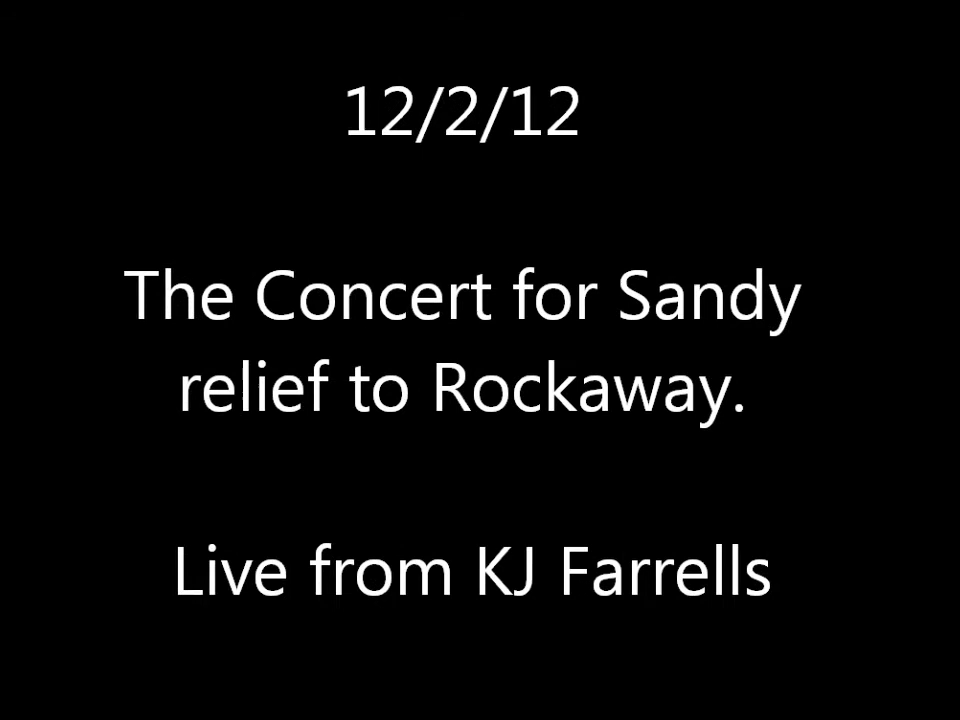 12/2/12
The Concert for Sandy
relief to Rockaway.
Live from KJ Farrells